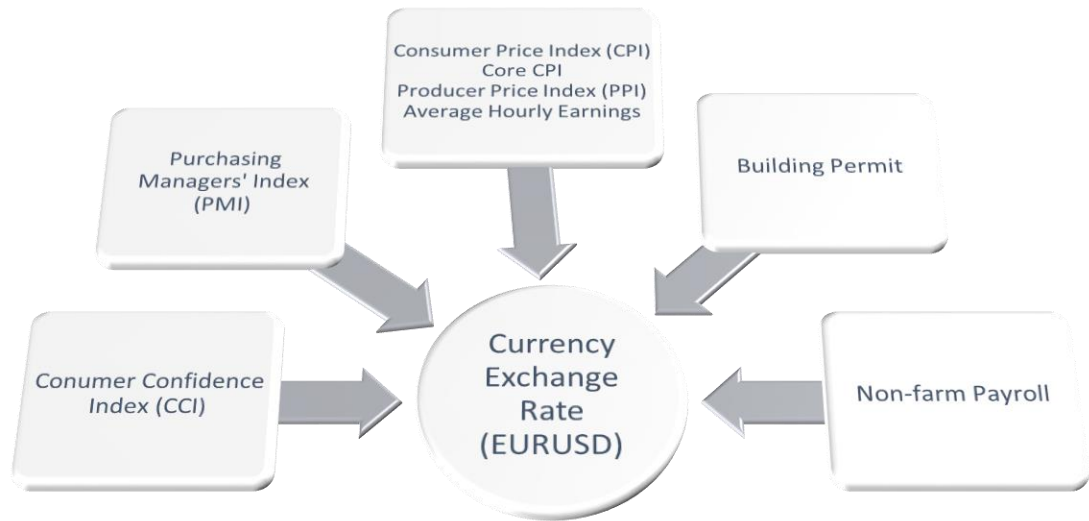 Consumer Price Index (CPI)
Core CPI
Producer Price Index (PPI)
Average Hourly Earnings
Purchasing
Managers' Index
(PMI)
Building Permit
Conumer Confidence
Index (CCI)
Currency
Exchange
Rate
(EURUSD)
Non-farm Payroll